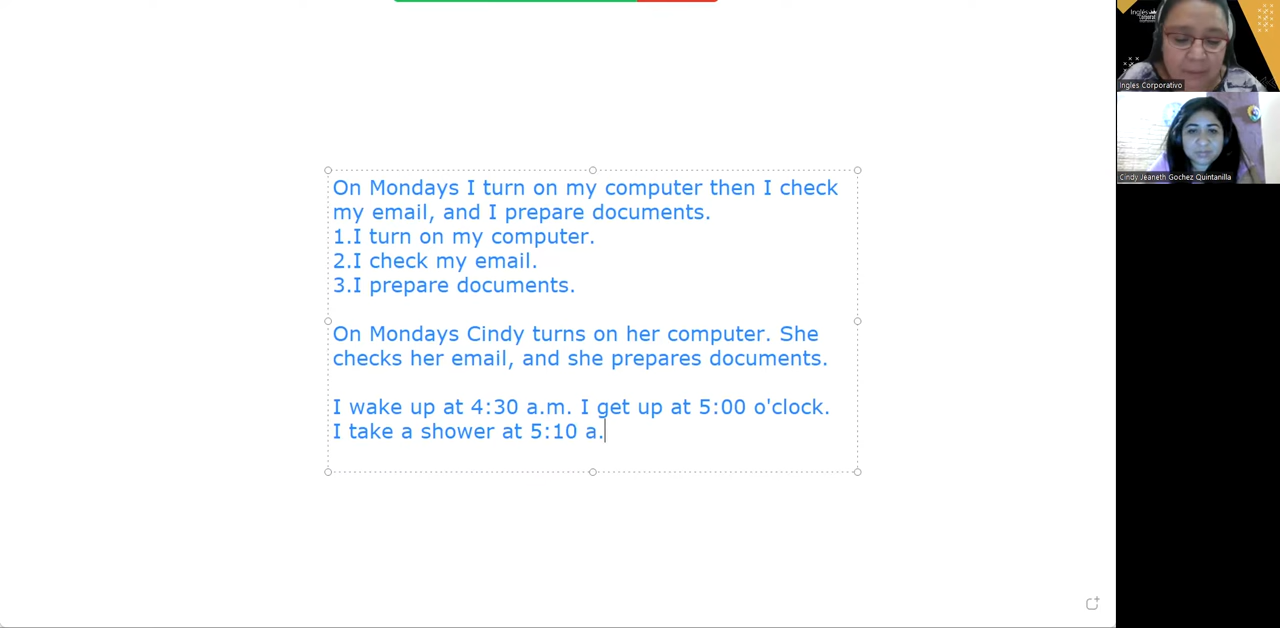 On Mondays I turn on my computer then I check
my email, and I prepare documents.
1.I turn on my computer.
2.I check my email.
3.I prepare documents.
On Mondays Cindy turns on her computer. She
checks her email, and she prepares documents.
I wake up at 4:30 a.m. I get up at 5:00 o'clock.
I take a shower at 5:10 a.
Inglés
Corporativo
Ingles Corporativo
Cindy Jeaneth Gochez Quintanilla